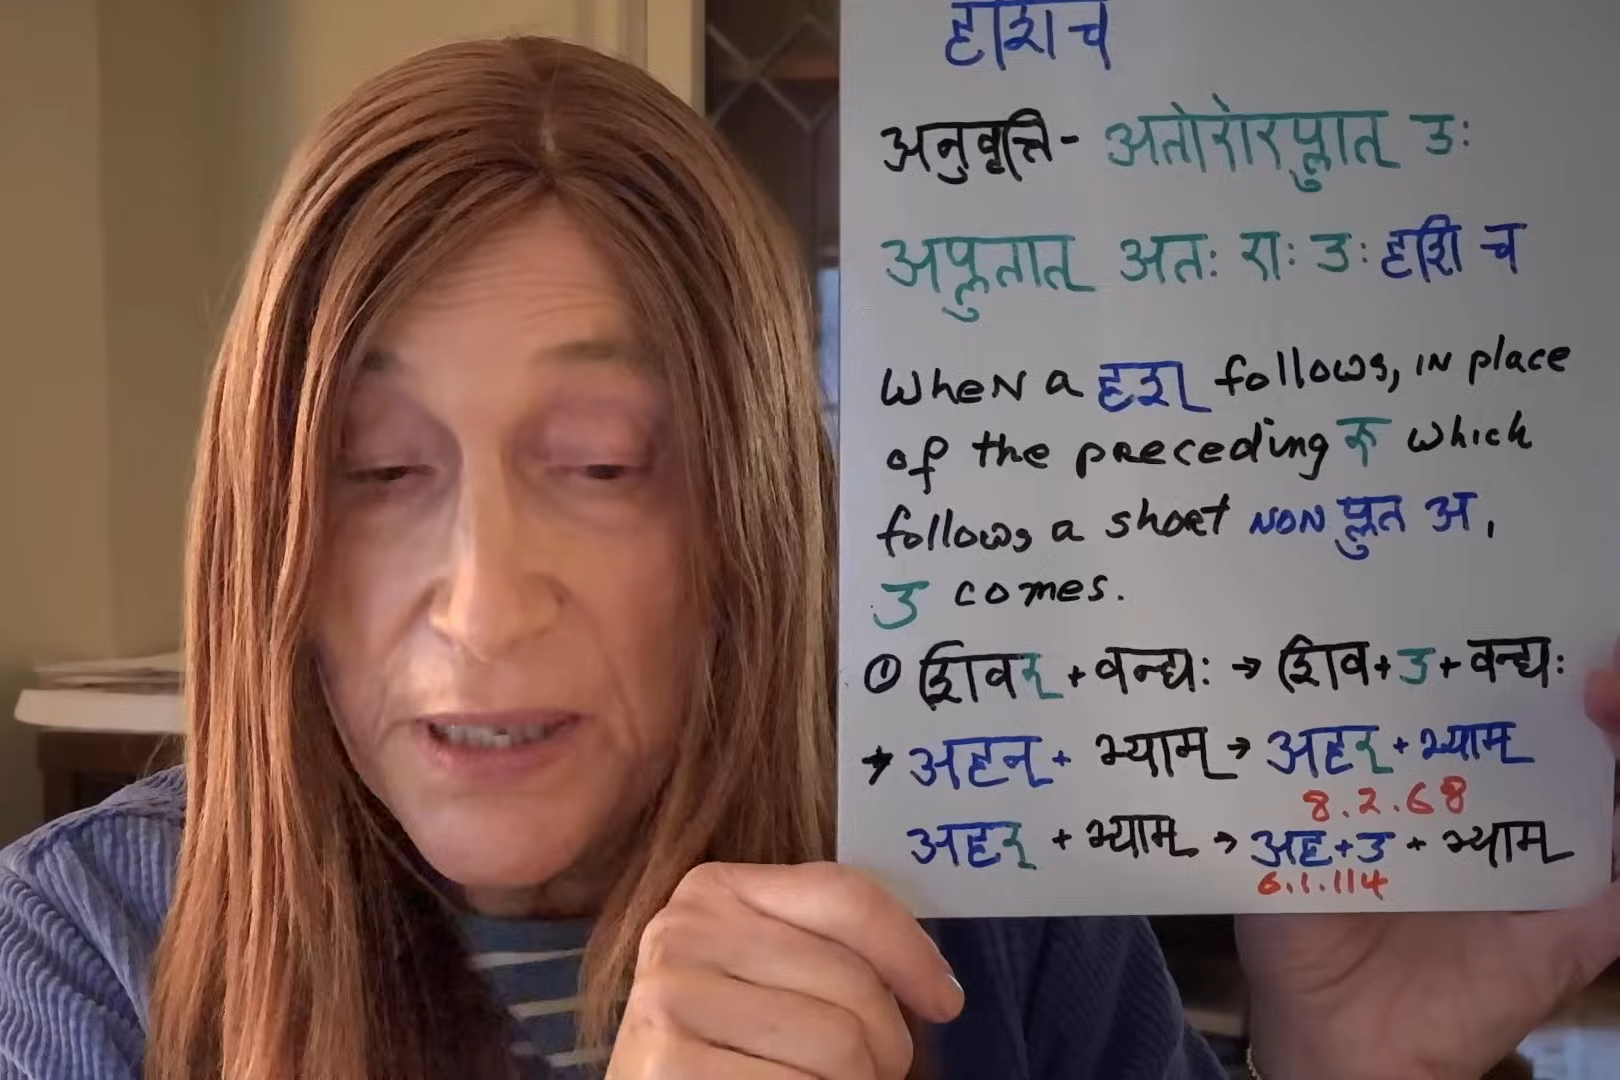 हशि च
अनुवृत्ति- अतोरोरप्लुतात् उः
अप्लुतात् अतः रोः उः हशि च
When a हश् follows, in place
of the preceding रु which
follows a short non प्लुत अ,
उ comes.
① शिवर् + वन्द्यः → शिव + उ + वन्द्यः
→ अहन् + भ्याम् → अहर् + भ्याम्
8.2.68
अहर् + भ्याम् → अह + उ + भ्याम्
6.1.114